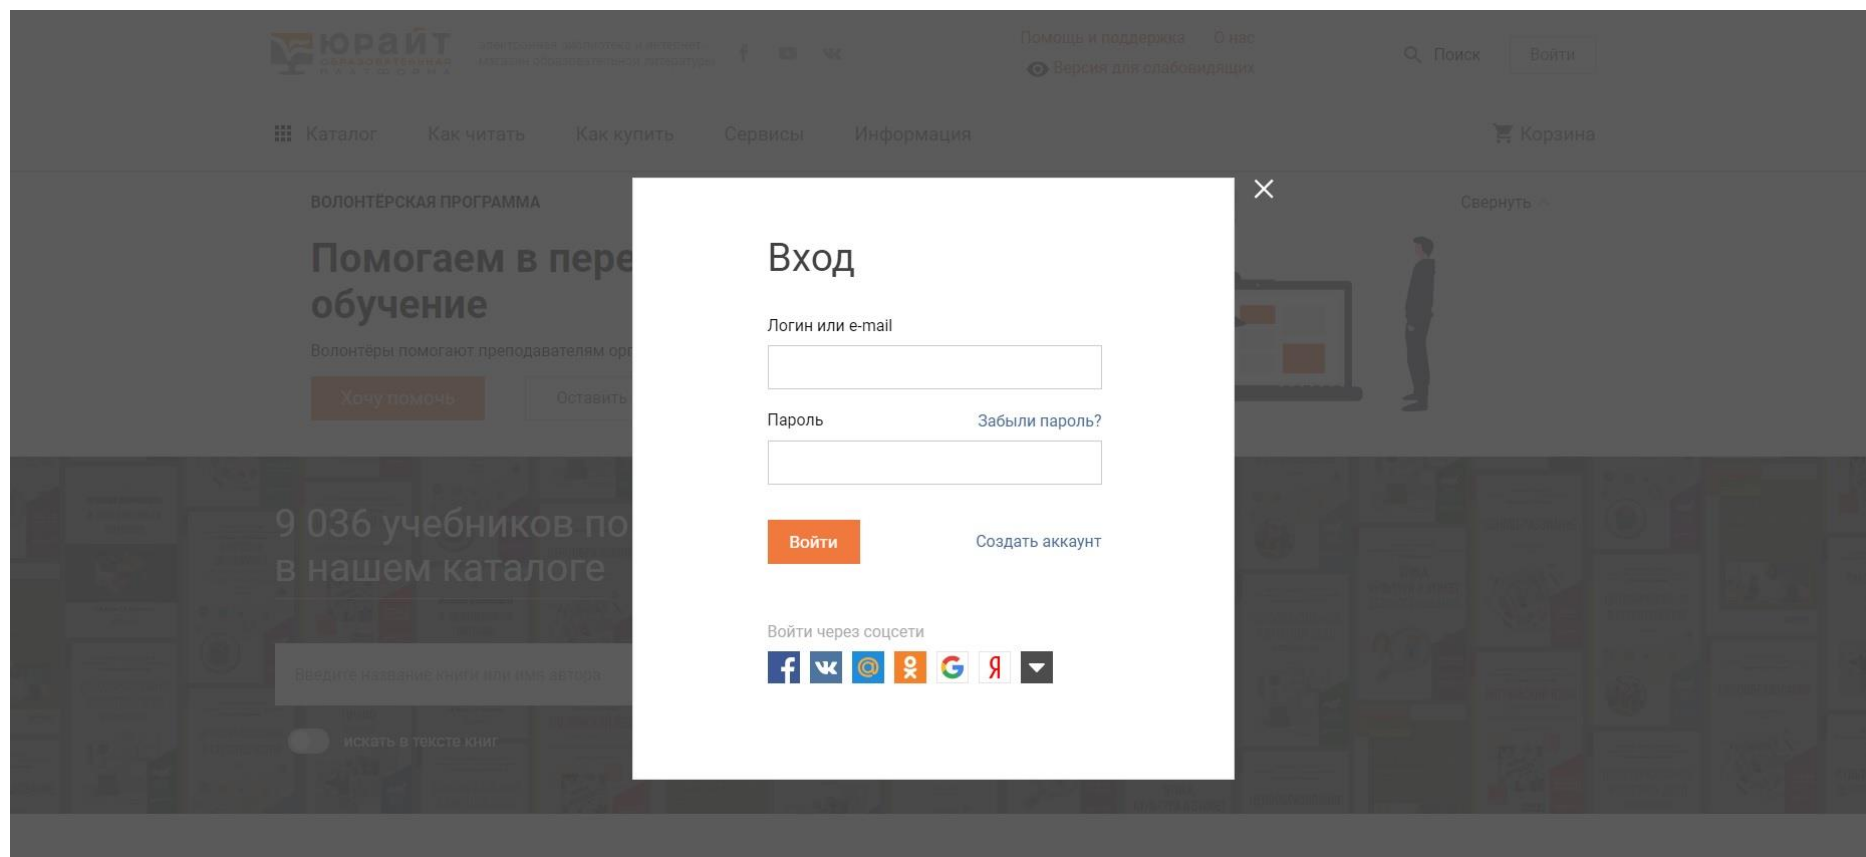 ЮРАЙТ
ОБРАЗОВАТЕЛЬНАЯ
ПЛАТФОРМА
Помощь и поддержка О нас
Версия для слабовидящих
Поиск Войти
Каталог Как читать Как купить Сервисы Информация Корзина
ВОЛОНТЁРСКАЯ ПРОГРАММА
Свернуть
Помогаем в пере
обучение
Волонтёры помогают преподавателям орг
Хочу помочь Оставить
9 036 учебников по
в нашем каталоге
Введите название книги или имя автора
искать в тексте книг
Вход
Логин или e-mail
Пароль Забыли пароль?
Войти Создать аккаунт
Войти через соцсети